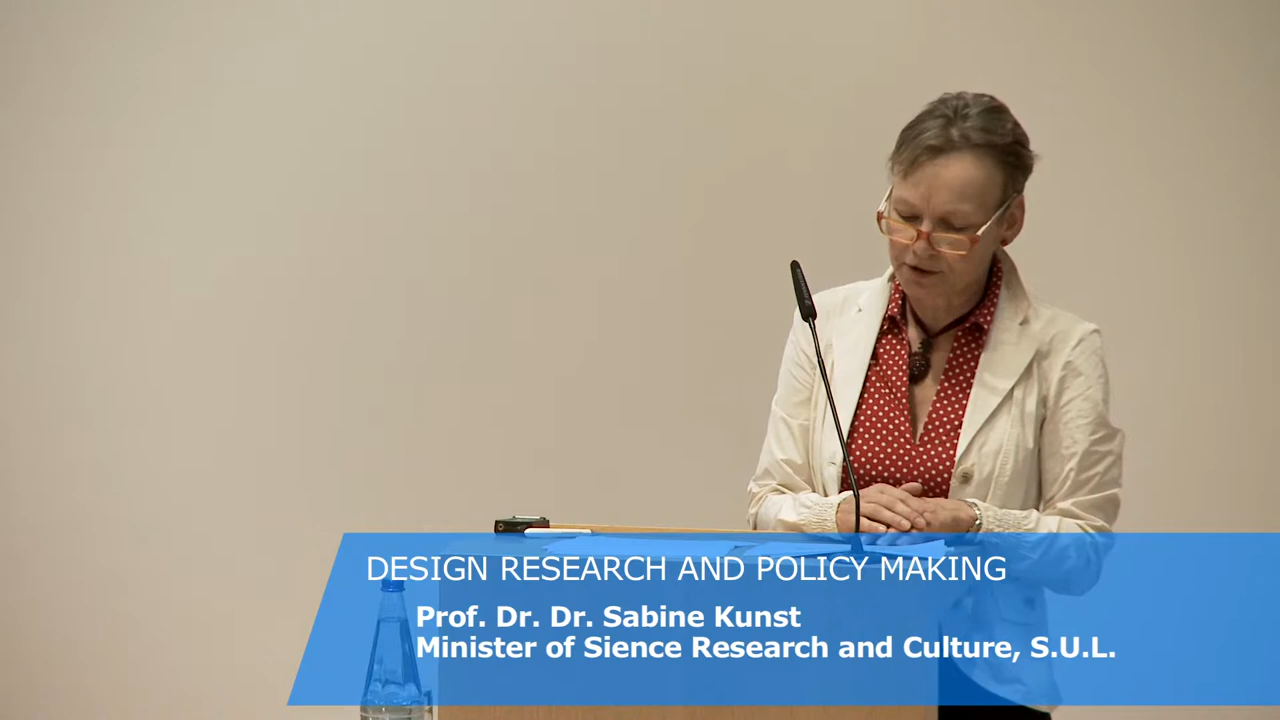 DESIGN RESEARCH AND POLICY MAKING
Prof. Dr. Dr. Sabine Kunst
Minister of Sience Research and Culture, S.U.L.